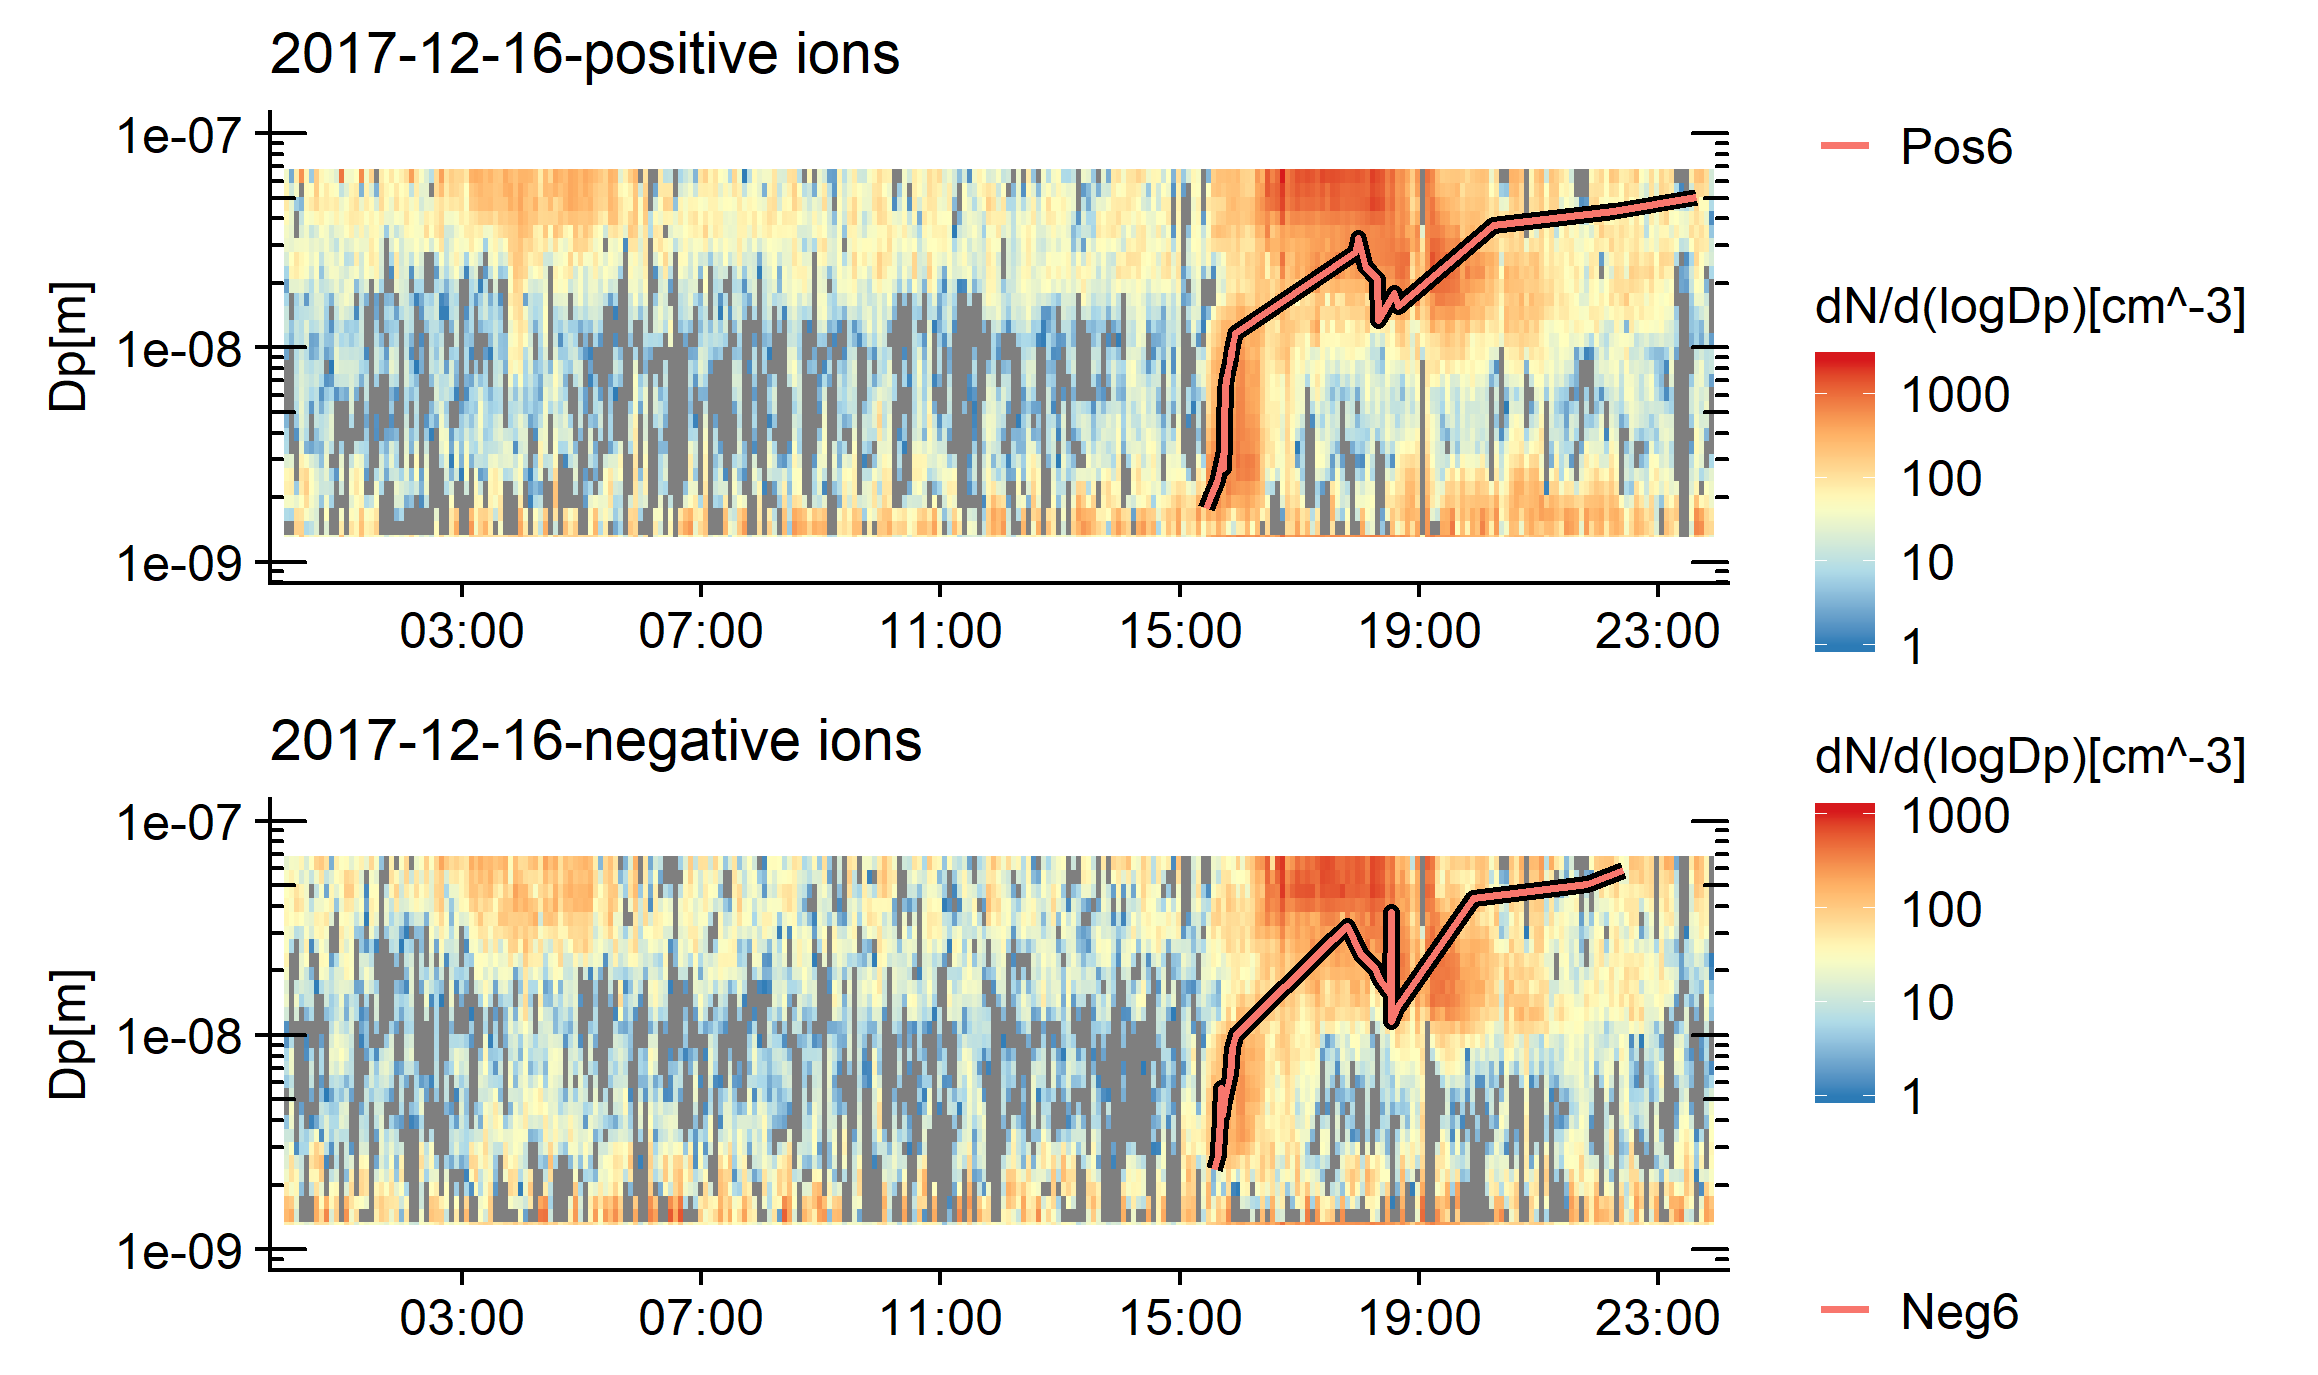 2017-12-16-positive ions
Dp[m]
1e-07
1e-08
1e-09
03:00 07:00 11:00 15:00 19:00 23:00
Pos6
dN/d(logDp)[cm^-3]
1000
100
10
1
2017-12-16-negative ions
Dp[m]
1e-07
1e-08
1e-09
03:00 07:00 11:00 15:00 19:00 23:00
dN/d(logDp)[cm^-3]
1000
100
10
1
Neg6